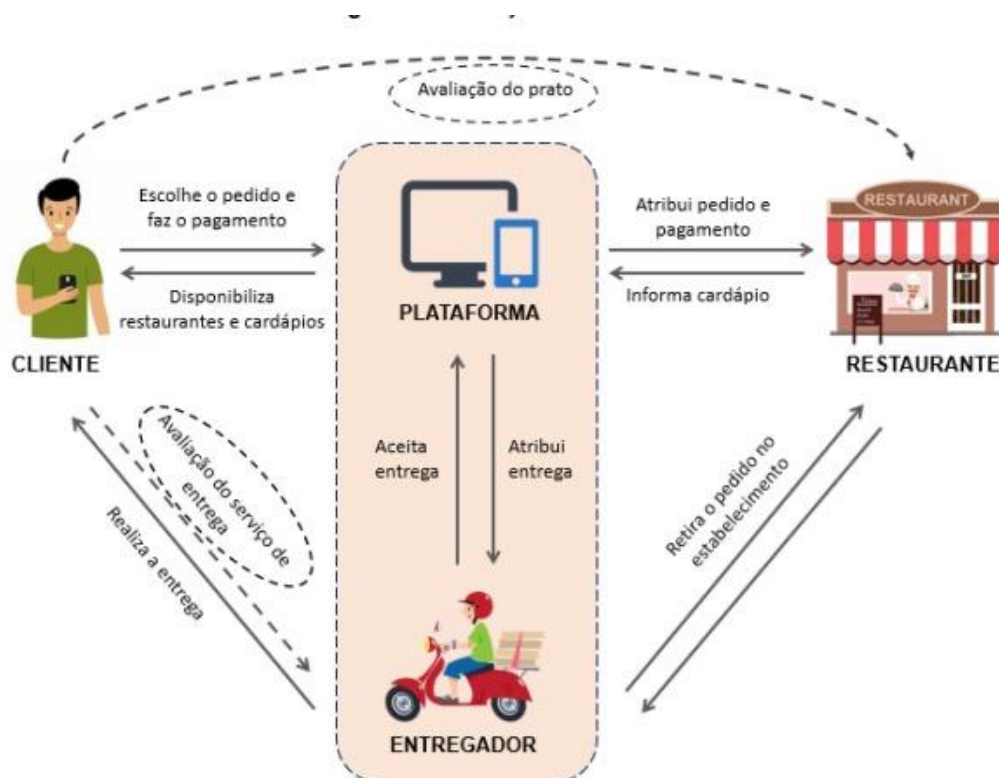 Avaliação do prato
Escolhe o pedido e
faz o pagamento
Atribui pedido e
pagamento
RESTAURANT
Disponibiliza
restaurantes e cardápios
PLATAFORMA
Informa cardápio
CLIENTE
RESTAURANTE
Avaliação do serviço de
entrega
Realiza a entrega
Aceita
entrega
Atribui
entrega
Retira o pedido no
estabelecimento
ENTREGADOR